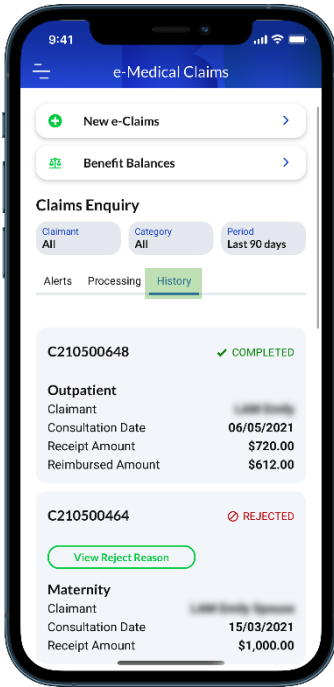 9:41
e-Medical Claims
New e-Claims
Benefit Balances
Claims Enquiry
Claimant Category Period
All All Last 90 days
Alerts Processing History
C210500648 COMPLETED
Outpatient
Claimant
Consultation Date 06/05/2021
Receipt Amount $720.00
Reimbursed Amount $612.00
C210500464 REJECTED
View Reject Reason
Maternity
Claimant
Consultation Date 15/03/2021
Receipt Amount $1,000.00